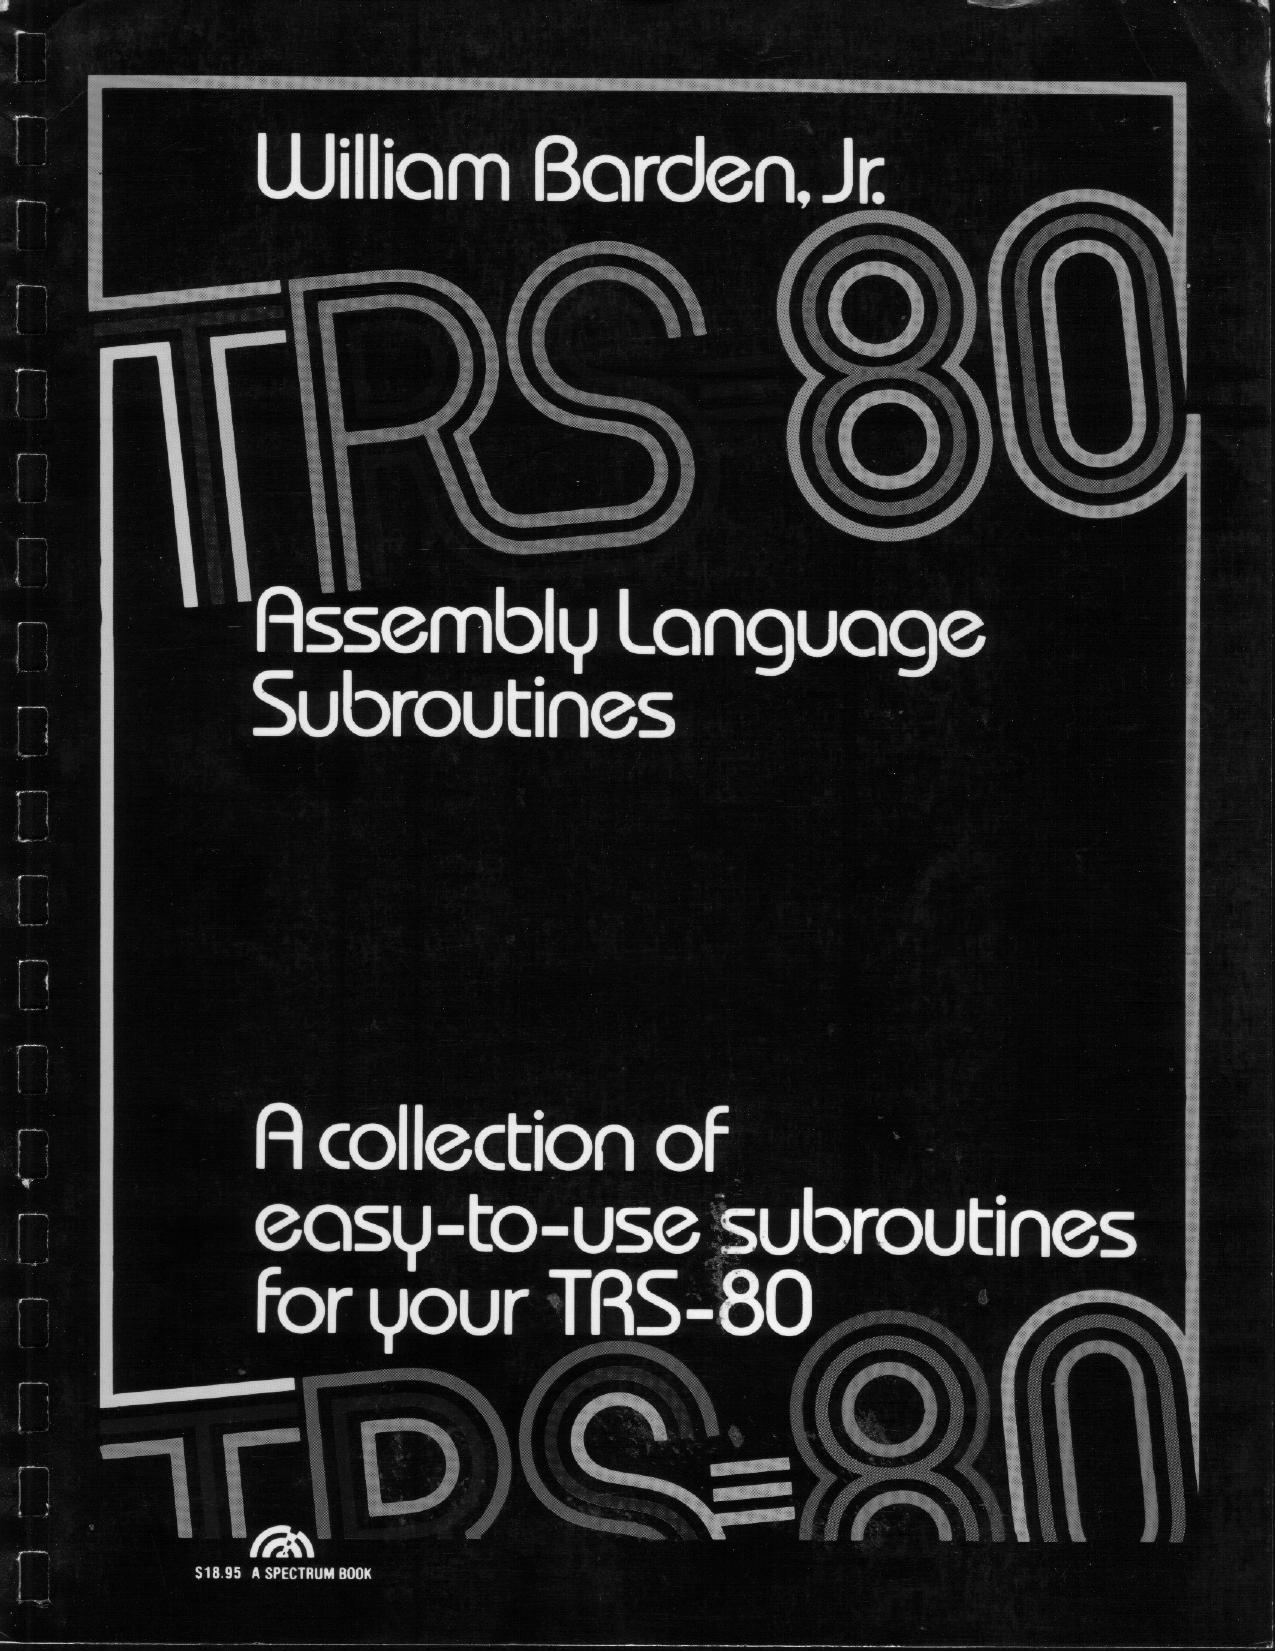 William Barden, Jr.
TRS-80
Assembly Language
Subroutines
A collection of
easy-to-use subroutines
for your TRS-80
TRS-80
$18.95 A SPECTRUM BOOK